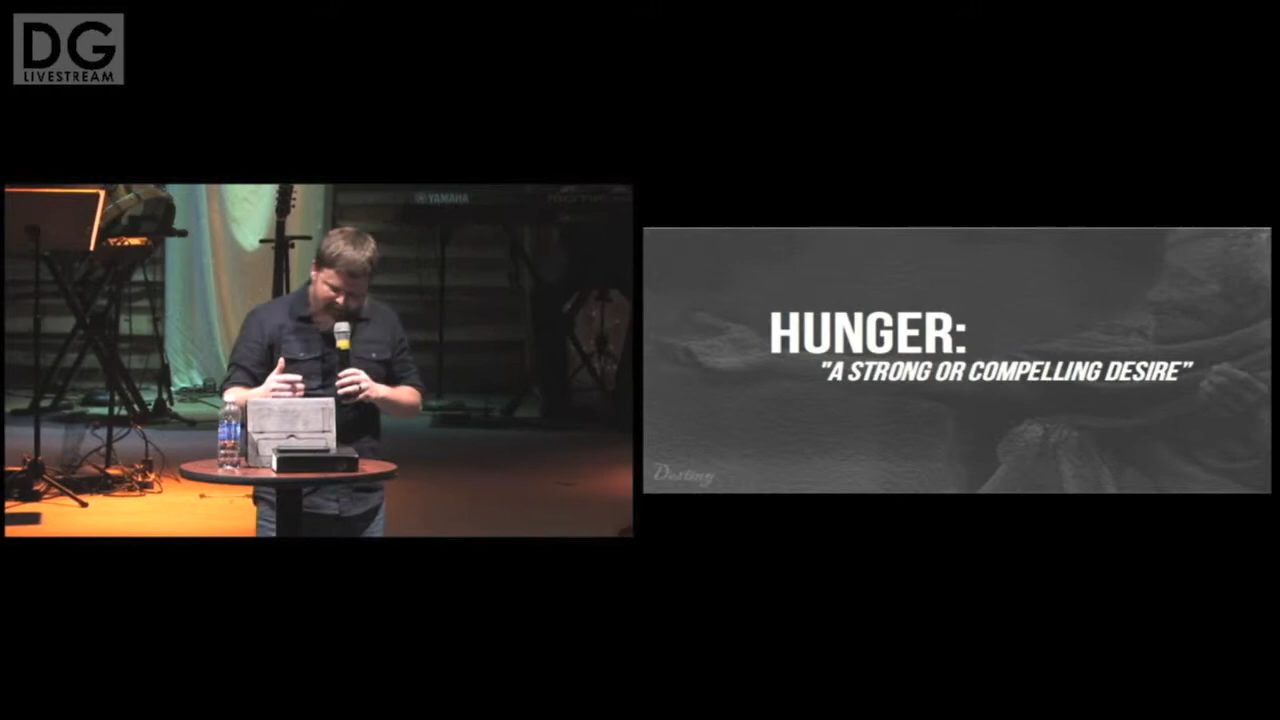 DG
LIVESTREAM
YAMAHA
HUNGER:
"A STRONG OR COMPELLING DESIRE"
Destiny